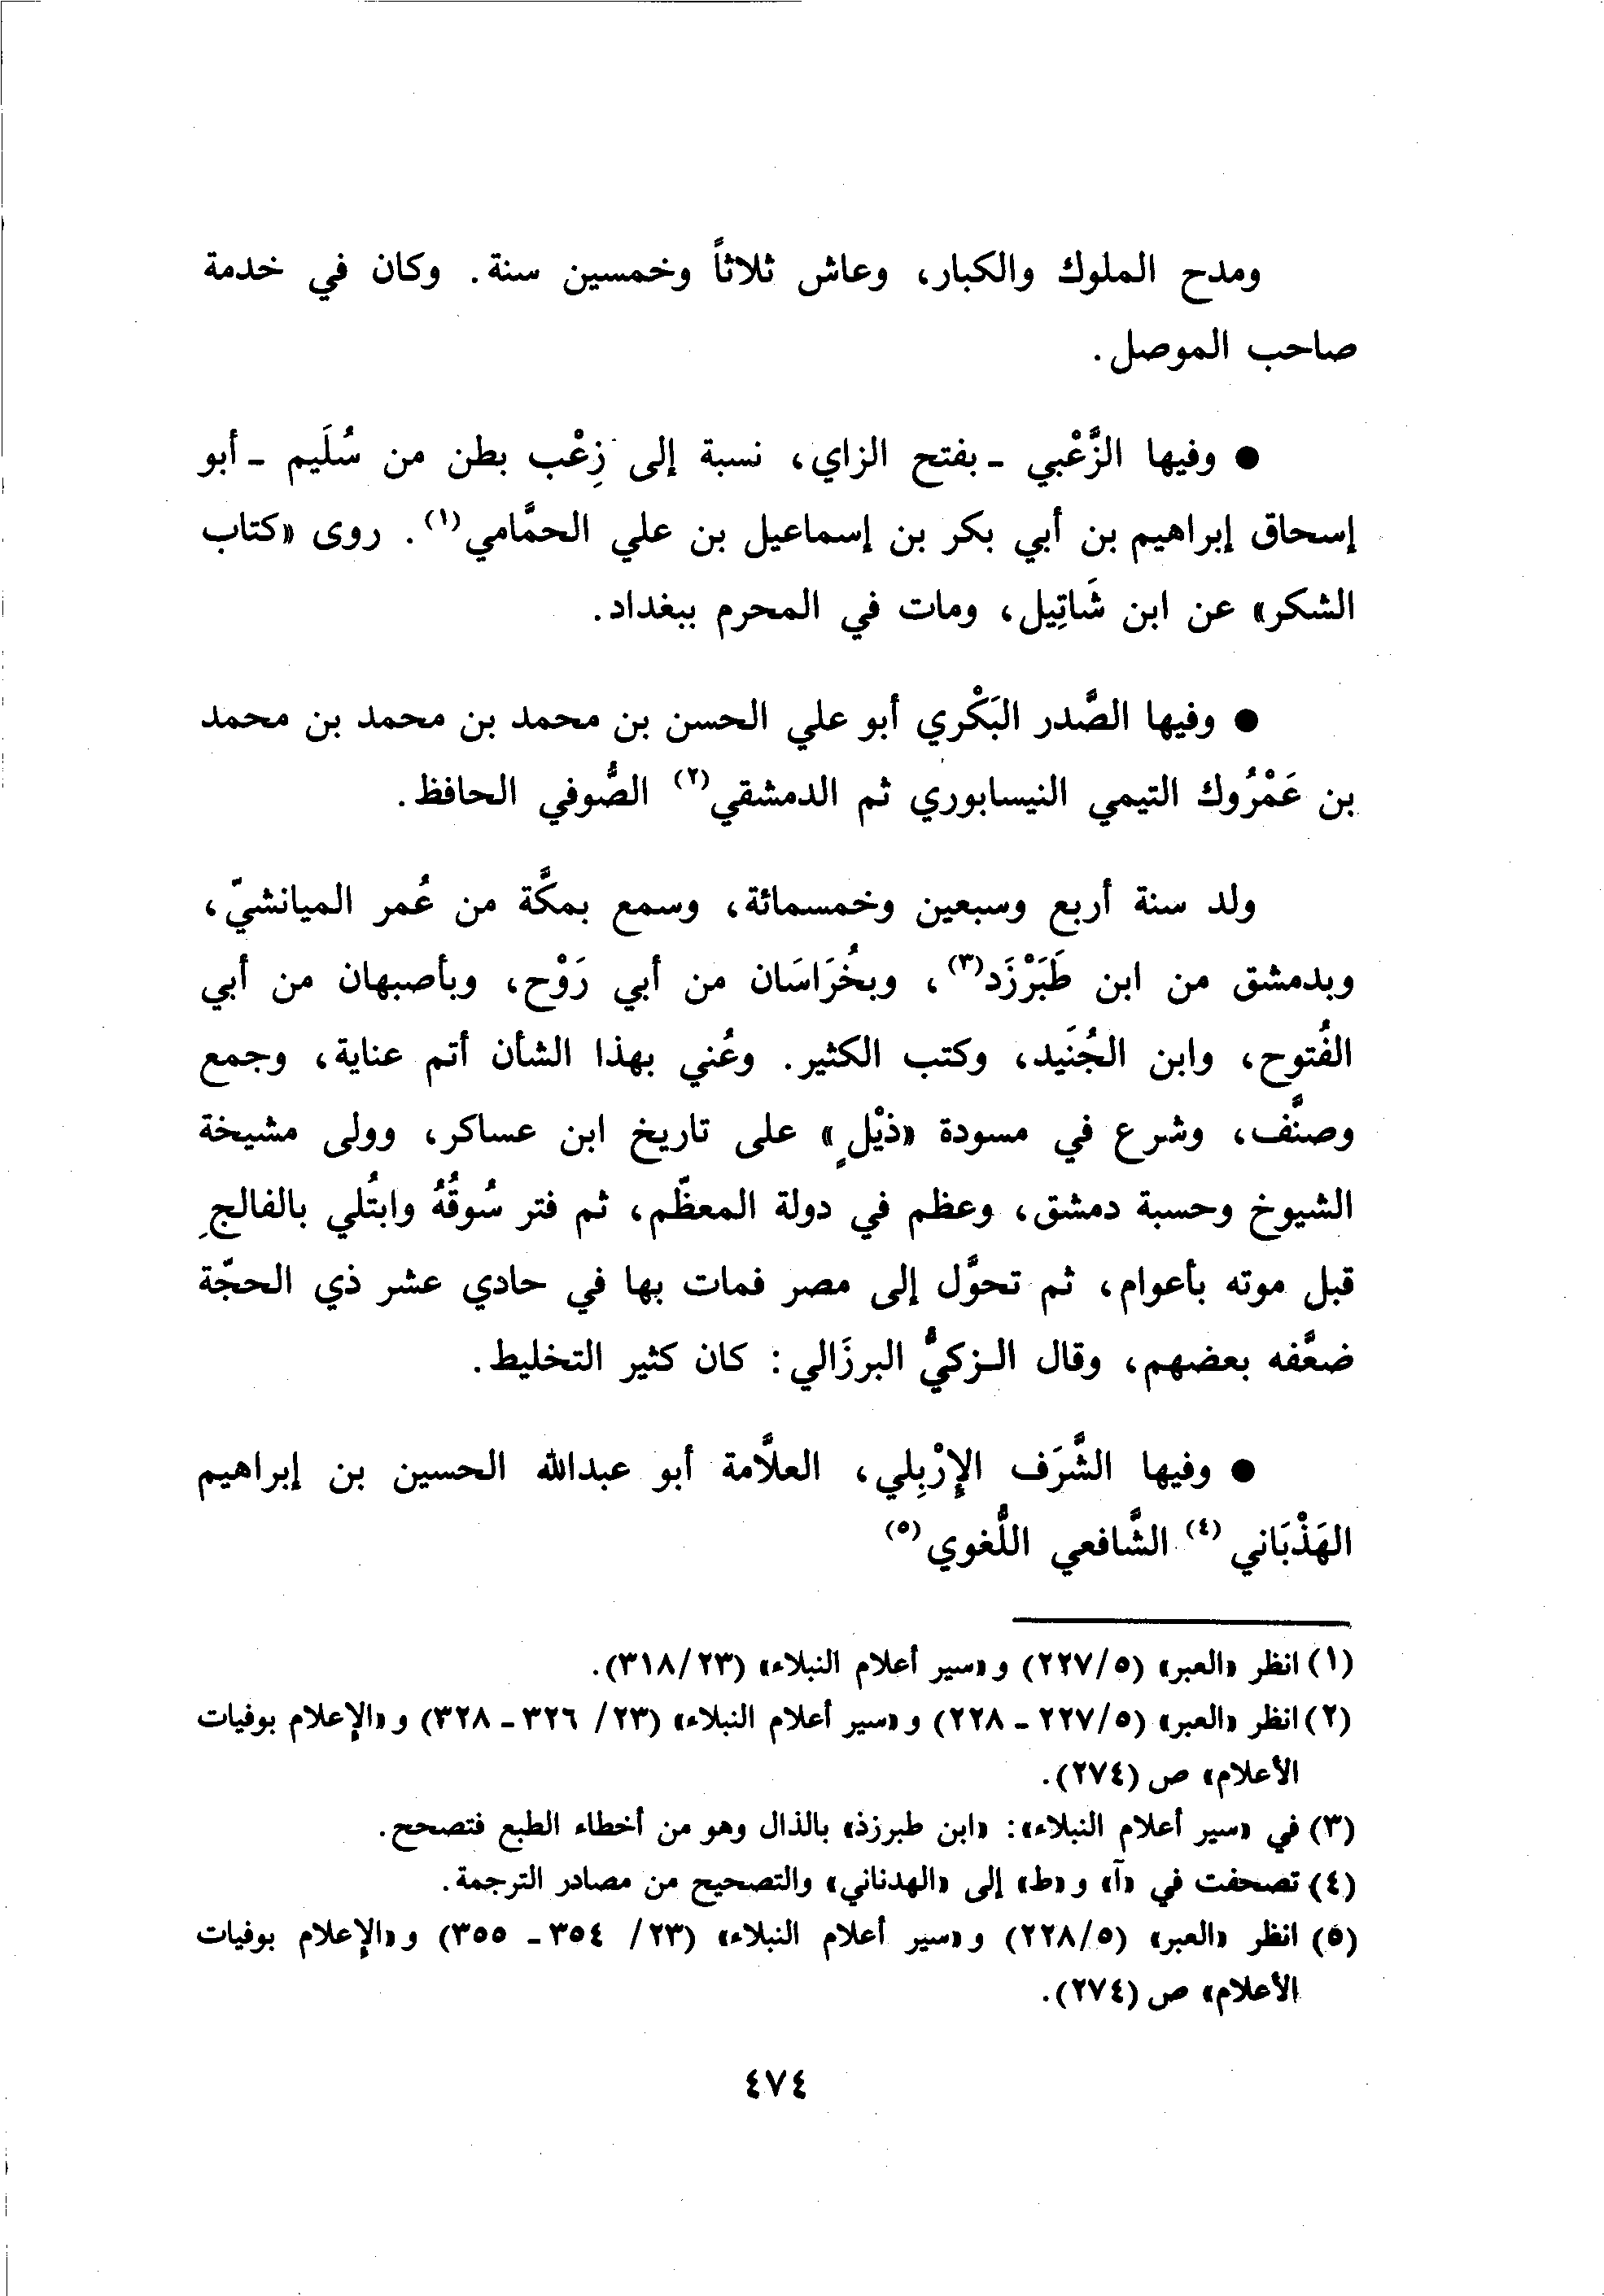 ومدح الملوك والكبار، وعاش ثلاثاً وخمسين سنة. وكان في خدمة
صاحب الموصل.
● وفيها الزَّعْبي - بفتح الزاي، نسبة إلى زِعْب بطن من سُلَيم - أبو
إسحاق إبراهيم بن أبي بكر بن إسماعيل بن علي الحمَّامي(١). روى «كتاب
الشكر» عن ابن شَاتِيل، ومات في المحرم ببغداد.
● وفيها الصَّدر البَكْري أبو علي الحسن بن محمد بن محمد بن محمد
بن عَمْرُوك التيمي النيسابوري ثم الدمشقي(٢) الصُّوفي الحافظ.
ولد سنة أربع وسبعين وخمسمائة، وسمع بمكَّة من عُمر الميانشيّ،
وبدمشق من ابن طَبَرْزَد(٣)، وبخُرَاسَان من أبي رَوْح، وبأصبهان من أبي
الفُتوح، وابن الجُنَيد، وكتب الكثير. وعُني بهذا الشأن أتم عناية، وجمع
وصنَّف، وشرع في مسودة «ذيْلٍ» على تاريخ ابن عساكر، وولى مشيخة
الشيوخ وحسبة دمشق، وعظم في دولة المعظّم، ثم فتر سُوقُهُ وابتُلي بالفالجِ
قبل موته بأعوام، ثم تحوَّل إلى مصر فمات بها في حادي عشر ذي الحجّة
ضعَّفه بعضهم، وقال الـزكيُّ البرزَالي: كان كثير التخليط.
● وفيها الشَّرَف الإِرْبِلي، العلَّامة أبو عبدالله الحسين بن إبراهيم
الهَذْبَاني(٤) الشَّافعي اللُّغوي(٥)
(١) انظر «العبر» (٢٢٧/٥) و«سير أعلام النبلاء» (٣١٨/٢٣).
(٢) انظر «العبر» (٢٢٧/٥ - ٢٢٨) و«سير أعلام النبلاء» (٢٣/ ٣٢٦ - ٣٢٨) و«الإعلام بوفيات
الأعلام» ص (٢٧٤).
(٣) في «سير أعلام النبلاء»: «ابن طبرزذ» بالذال وهو من أخطاء الطبع فتصحح.
(٤) تصحفت في «آ» و«ط» إلى «الهدناني» والتصحيح من مصادر الترجمة.
(٥) انظر «العبر» (٢٢٨/٥) و«سير أعلام النبلاء» (٢٣/ ٣٥٤ - ٣٥٥) و«الإعلام بوفيات
الأعلام» ص (٢٧٤).
٤٧٤